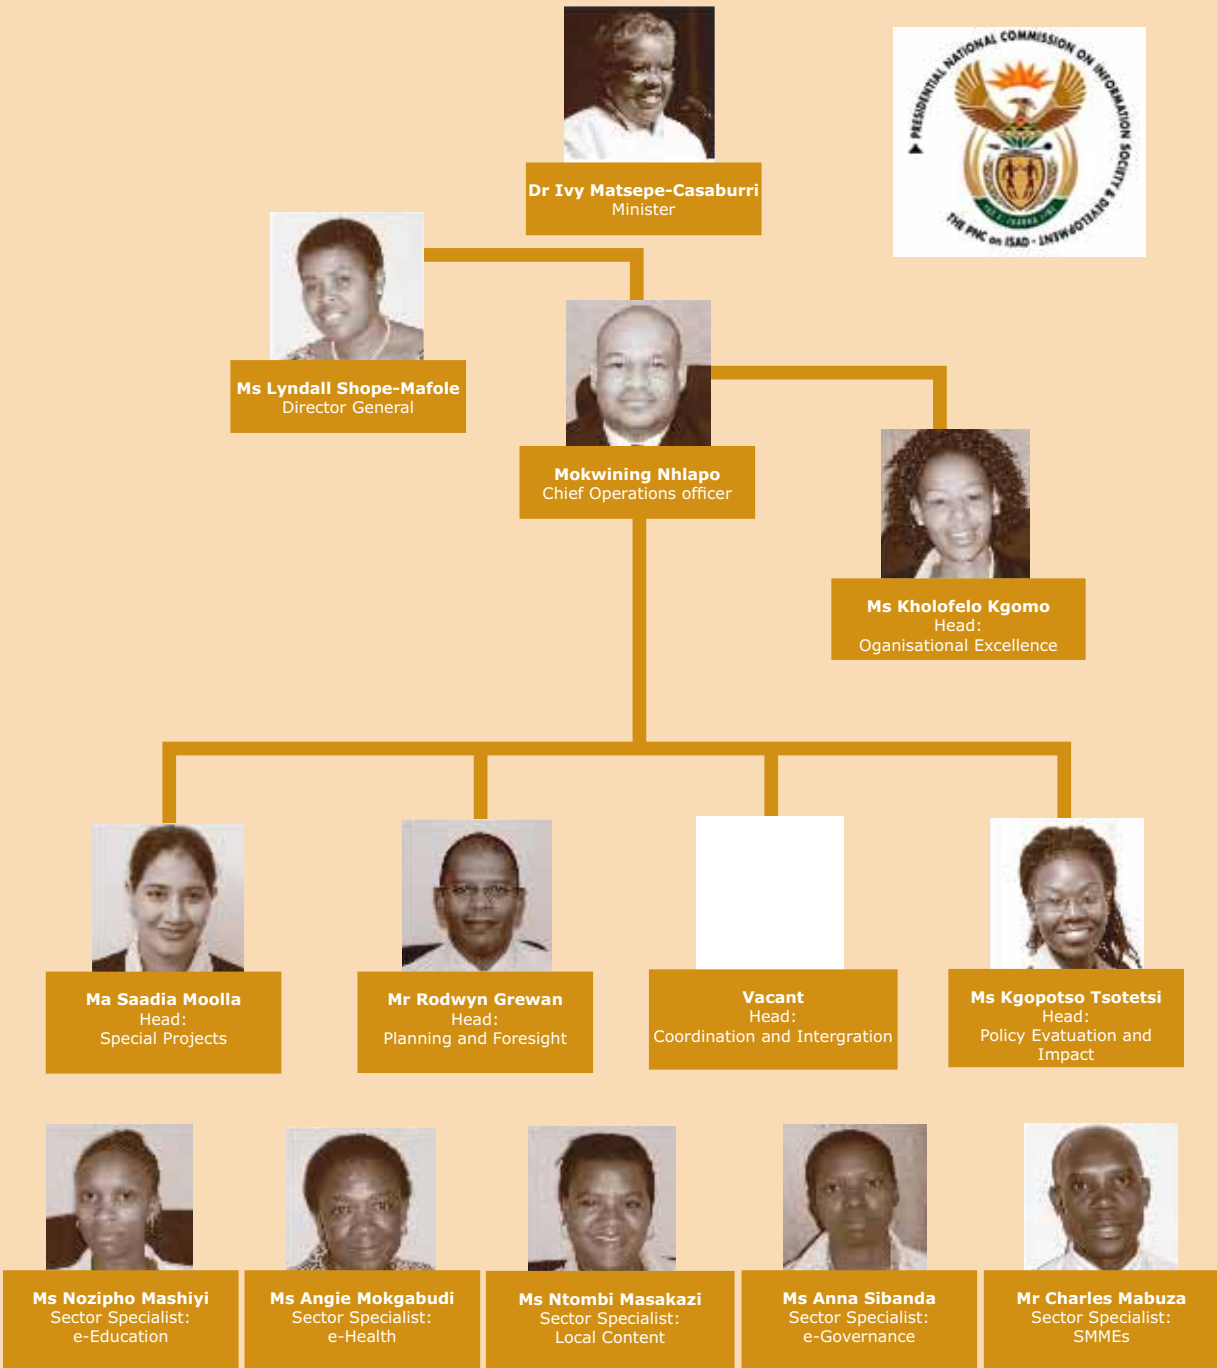 Dr Ivy Matsepe-Casaburri
Minister
PRESIDENTIAL NATIONAL COMMISSION ON INFORMATION SOCIETY & DEVELOPMENT
THE PNC on ISAD -
Ms Lyndall Shope-Mafole
Director General
Mokwining Nhlapo
Chief Operations officer
Ms Kholofelo Kgomo
Head:
Oganisational Excellence
Ma Saadia Moolla
Head:
Special Projects
Mr Rodwyn Grewan
Head:
Planning and Foresight
Vacant
Head:
Coordination and Intergration
Ms Kgopotso Tsotetsi
Head:
Policy Evatuation and
Impact
Ms Nozipho Mashiyi
Sector Specialist:
e-Education
Ms Angie Mokgabudi
Sector Specialist:
e-Health
Ms Ntombi Masakazi
Sector Specialist:
Local Content
Ms Anna Sibanda
Sector Specialist:
e-Governance
Mr Charles Mabuza
Sector Specialist:
SMMEs